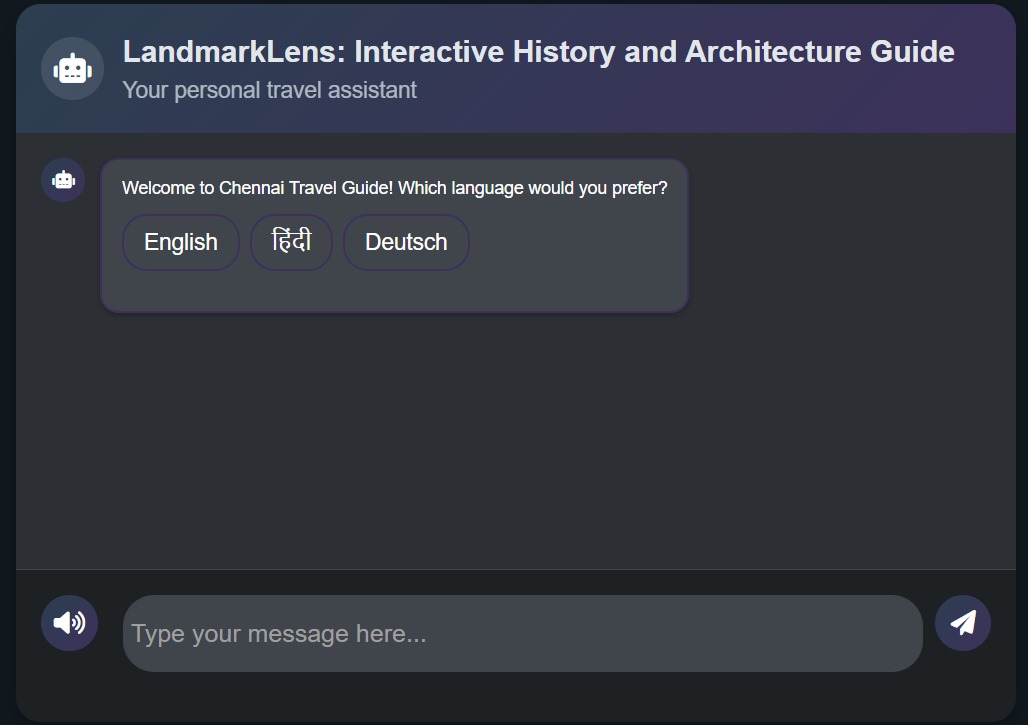 LandmarkLens: Interactive History and Architecture Guide
Your personal travel assistant
Welcome to Chennai Travel Guide! Which language would you prefer?
English हिंदी Deutsch
Type your message here...